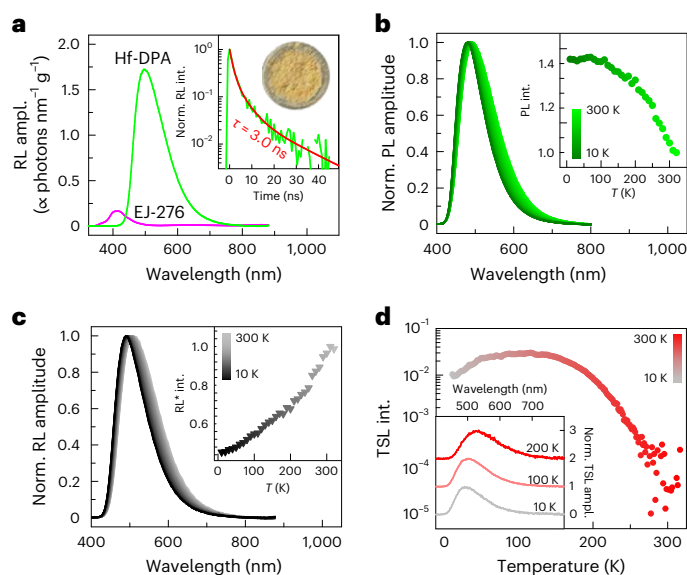 a
RL ampl.
(α photons nm⁻¹ g⁻¹)
2.0
1.5
1.0
0.5
0
Hf-DPA
EJ-276
400 600 800 1,000
Wavelength (nm)
Norm. RL int.
10⁰
10⁻¹
10⁻²
τ = 3.0 ns
0 20 40
Time (ns)
b
Norm. PL amplitude
1.0
0.8
0.6
0.4
0.2
0
400 600 800 1,000
Wavelength (nm)
PL int.
1.4
1.2
1.0
300 K
10 K
0 100 200 300
T (K)
c
Norm. RL amplitude
1.0
0.8
0.6
0.4
0.2
0
400 600 800 1,000
Wavelength (nm)
RL* int.
1.0
0.8
0.6
300 K
10 K
0 100 200 300
T (K)
d
TSL int.
10⁻¹
10⁻²
10⁻³
10⁻⁴
10⁻⁵
300 K
10 K
Wavelength (nm)
500 600 700
200 K
100 K
10 K
3
2
1
0
Norm. TSL ampl.
0 100 200 300
Temperature (K)